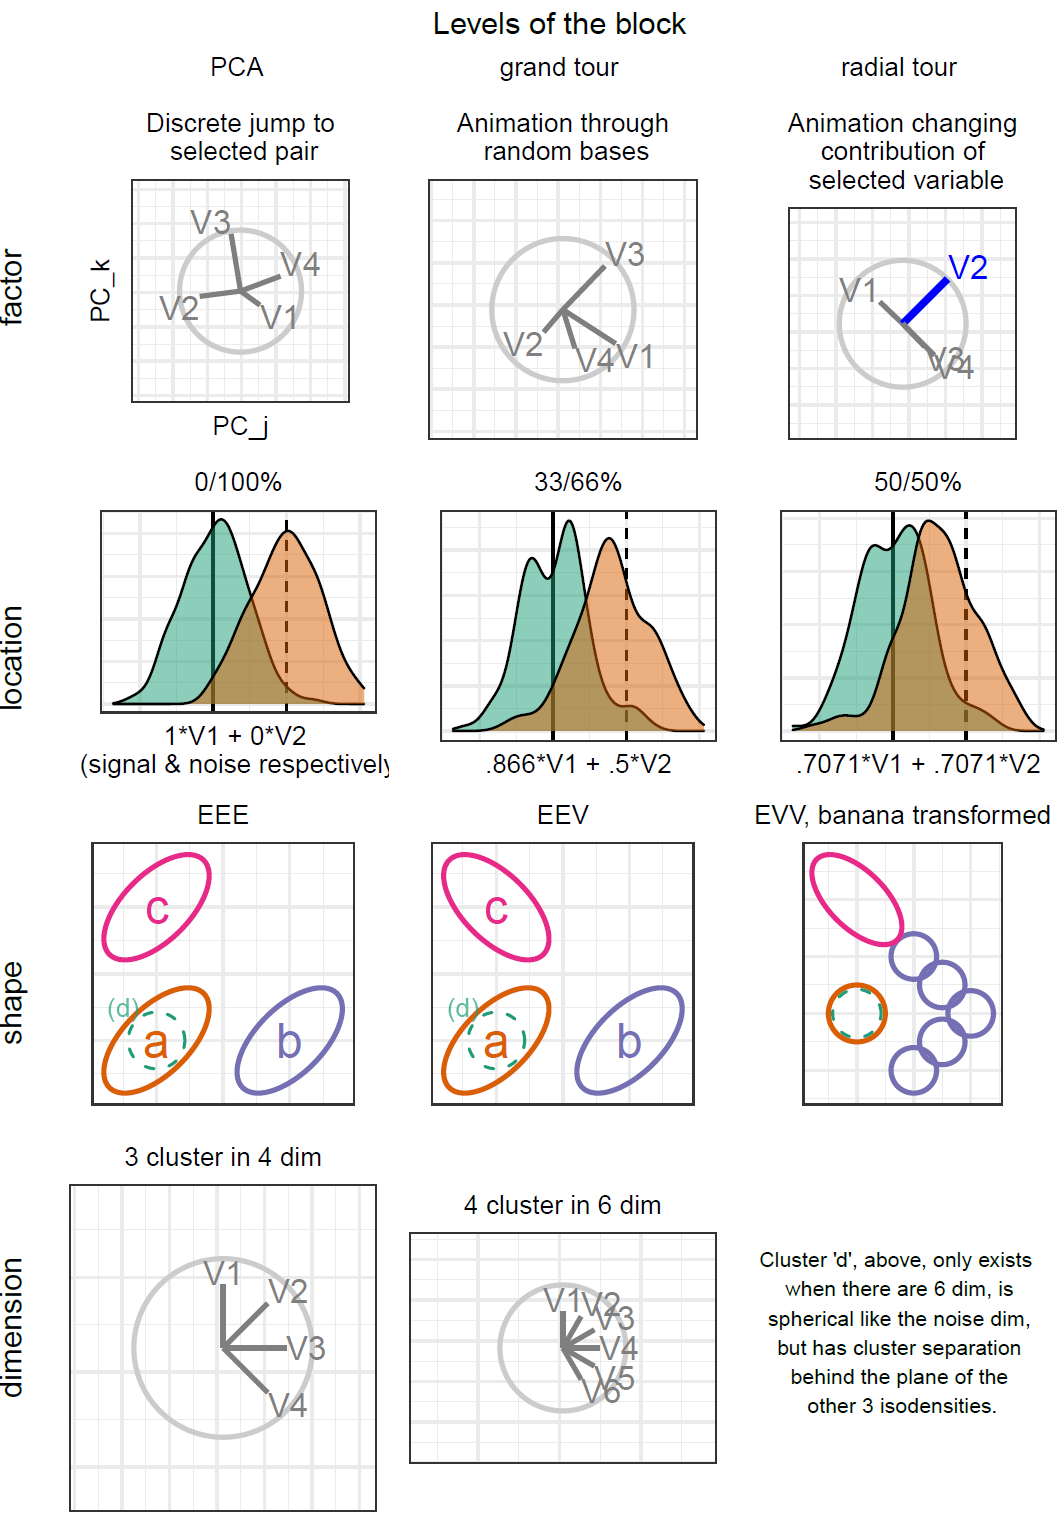 Levels of the block
PCA
grand tour
radial tour
Discrete jump to
selected pair
Animation through
random bases
Animation changing
contribution of
selected variable
factor
PC_k
V3
V4
V2
V1
PC_j
V3
V2
V4
V1
V2
V1
V3
V4
location
0/100%
33/66%
50/50%
1*V1 + 0*V2
(signal & noise respectively
.866*V1 + .5*V2
.7071*V1 + .7071*V2
shape
EEE
EEV
EVV, banana transformed
c
(d)
a
b
c
(d)
a
b
dimension
3 cluster in 4 dim
V1
V2
V3
V4
4 cluster in 6 dim
V1
V2
V3
V4
V5
V6
Cluster 'd', above, only exists
when there are 6 dim, is
spherical like the noise dim,
but has cluster separation
behind the plane of the
other 3 isodensities.